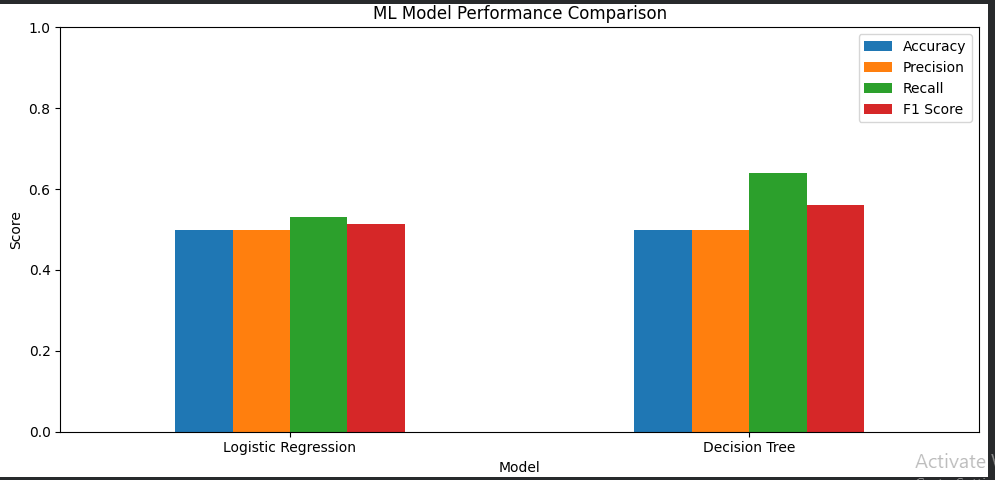 ML Model Performance Comparison
1.0
0.8
0.6
0.4
0.2
0.0
Score
Accuracy
Precision
Recall
F1 Score
Logistic Regression
Decision Tree
Model
Activate